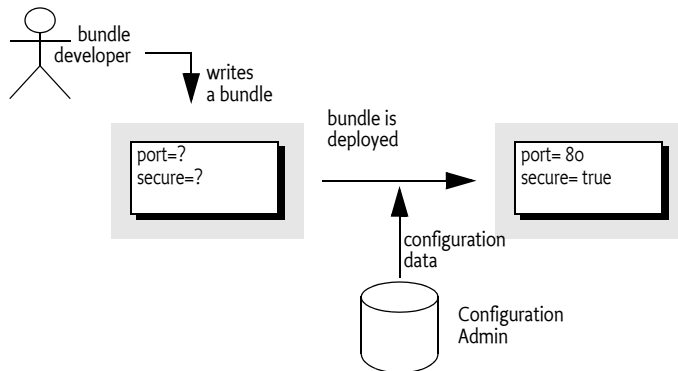 bundle
developer
writes
a bundle
bundle is
deployed
port=?
secure=?
port= 80
secure= true
configuration
data
Configuration
Admin